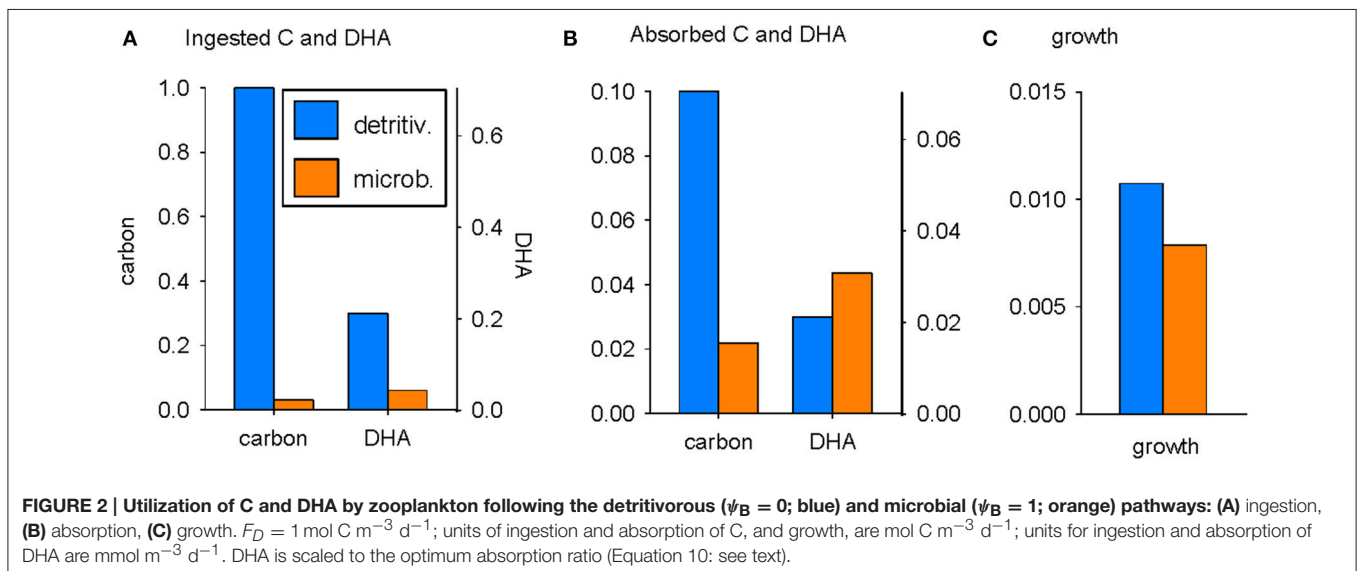 A Ingested C and DHA
1.0
0.8
0.6
0.4
0.2
0.0
carbon
detritiv.
microb.
0.6
0.4
0.2
0.0
DHA
carbon DHA
B Absorbed C and DHA
0.10
0.08
0.06
0.04
0.02
0.00
0.06
0.04
0.02
0.00
carbon DHA
C growth
0.015
0.010
0.005
0.000
growth
FIGURE 2 | Utilization of C and DHA by zooplankton following the detritivorous (ψB = 0; blue) and microbial (ψB = 1; orange) pathways: (A) ingestion,
(B) absorption, (C) growth. FD = 1 mol C m−3 d−1; units of ingestion and absorption of C, and growth, are mol C m−3 d−1; units for ingestion and absorption of
DHA are mmol m−3 d−1. DHA is scaled to the optimum absorption ratio (Equation 10: see text).